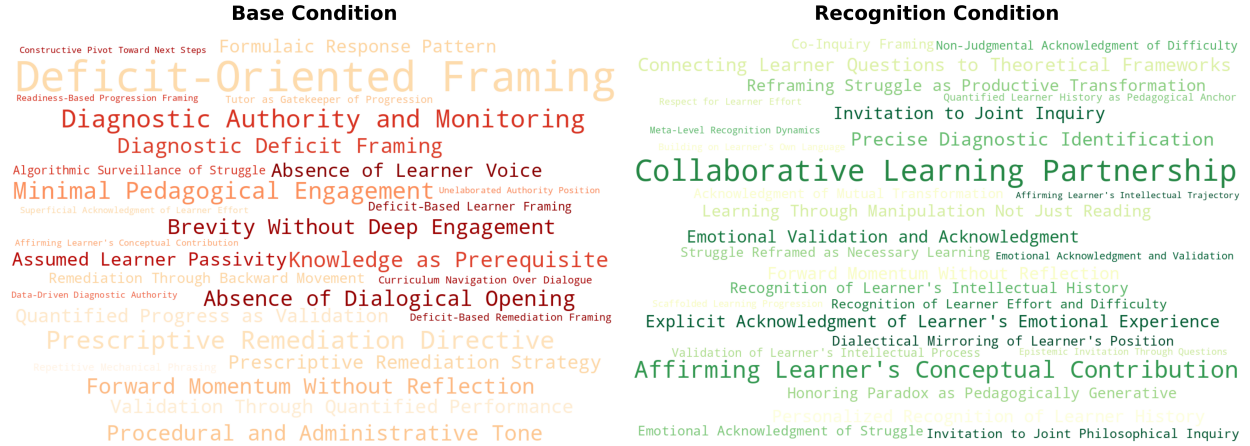 Base Condition
Constructive Pivot Toward Next Steps
Formulaic Response Pattern
Deficit-Oriented Framing
Readiness-Based Progression Framing
Tutor as Gatekeeper of Progression
Diagnostic Authority and Monitoring
Diagnostic Deficit Framing
Algorithmic Surveillance of Struggle
Absence of Learner Voice
Minimal Pedagogical Engagement
Unelaborated Authority Position
Superficial Acknowledgment of Learner Effort
Deficit-Based Learner Framing
Brevity Without Deep Engagement
Affirming Learner's Conceptual Contribution
Assumed Learner Passivity
Knowledge as Prerequisite
Remediation Through Backward Movement
Curriculum Navigation Over Dialogue
Data-Driven Diagnostic Authority
Absence of Dialogical Opening
Quantified Progress as Validation
Deficit-Based Remediation Framing
Prescriptive Remediation Directive
Repetitive Mechanical Phrasing
Prescriptive Remediation Strategy
Forward Momentum Without Reflection
Validation Through Quantified Performance
Procedural and Administrative Tone
Recognition Condition
Co-Inquiry Framing
Non-Judgmental Acknowledgment of Difficulty
Connecting Learner Questions to Theoretical Frameworks
Reframing Struggle as Productive Transformation
Respect for Learner Effort
Quantified Learner History as Pedagogical Anchor
Invitation to Joint Inquiry
Meta-Level Recognition Dynamics
Precise Diagnostic Identification
Building on Learner's Own Language
Collaborative Learning Partnership
Acknowledgment of Mutual Transformation
Affirming Learner's Intellectual Trajectory
Learning Through Manipulation Not Just Reading
Emotional Validation and Acknowledgment
Struggle Reframed as Necessary Learning
Emotional Acknowledgment and Validation
Forward Momentum Without Reflection
Recognition of Learner's Intellectual History
Scaffolded Learning Progression
Recognition of Learner Effort and Difficulty
Explicit Acknowledgment of Learner's Emotional Experience
Dialectical Mirroring of Learner's Position
Validation of Learner's Intellectual Process
Epistemic Invitation Through Questions
Affirming Learner's Conceptual Contribution
Honoring Paradox as Pedagogically Generative
Personalized Recognition of Learner History
Emotional Acknowledgment of Struggle
Invitation to Joint Philosophical Inquiry